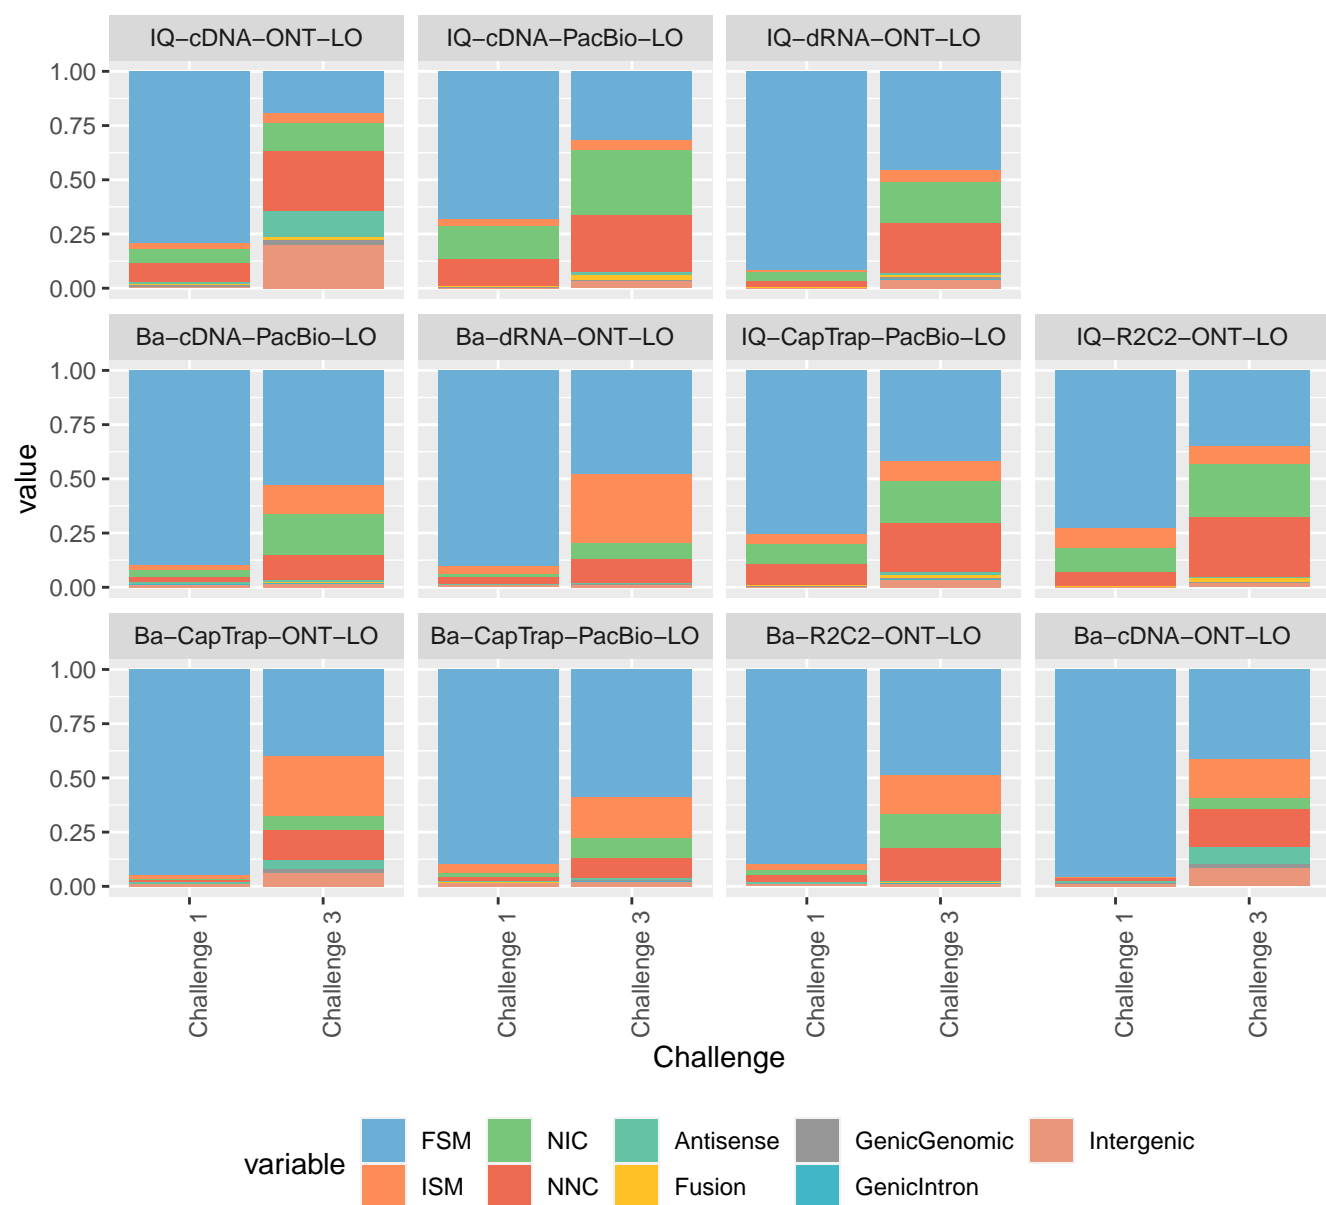 IQ−cDNA−ONT−LO IQ−cDNA−PacBio−LO IQ−dRNA−ONT−LO
1.00
0.75
0.50
0.25
0.00
Ba−cDNA−PacBio−LO Ba−dRNA−ONT−LO IQ−CapTrap−PacBio−LO IQ−R2C2−ONT−LO
1.00
0.75
0.50
0.25
0.00
value
Ba−CapTrap−ONT−LO Ba−CapTrap−PacBio−LO Ba−R2C2−ONT−LO Ba−cDNA−ONT−LO
1.00
0.75
0.50
0.25
0.00
Challenge 1
Challenge 3
Challenge 1
Challenge 3
Challenge 1
Challenge 3
Challenge 1
Challenge 3
Challenge
variable
FSM NIC Antisense GenicGenomic Intergenic
ISM NNC Fusion GenicIntron